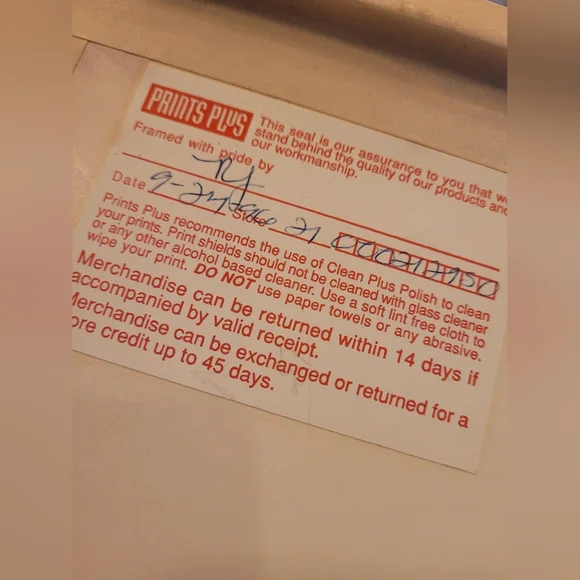 PRINTS PLUS
This seal is our assurance to you that we
stand behind the quality of our products and
our workmanship.
Framed with pride by
Date 9-24-96 Store 21
Prints Plus recommends the use of Clean Plus Polish to clean
your prints. Print shields should not be cleaned with glass cleaner
or any other alcohol based cleaner. Use a soft lint free cloth to
wipe your print. DO NOT use paper towels or any abrasive.
Merchandise can be returned within 14 days if
accompanied by valid receipt.
Merchandise can be exchanged or returned for a
ore credit up to 45 days.